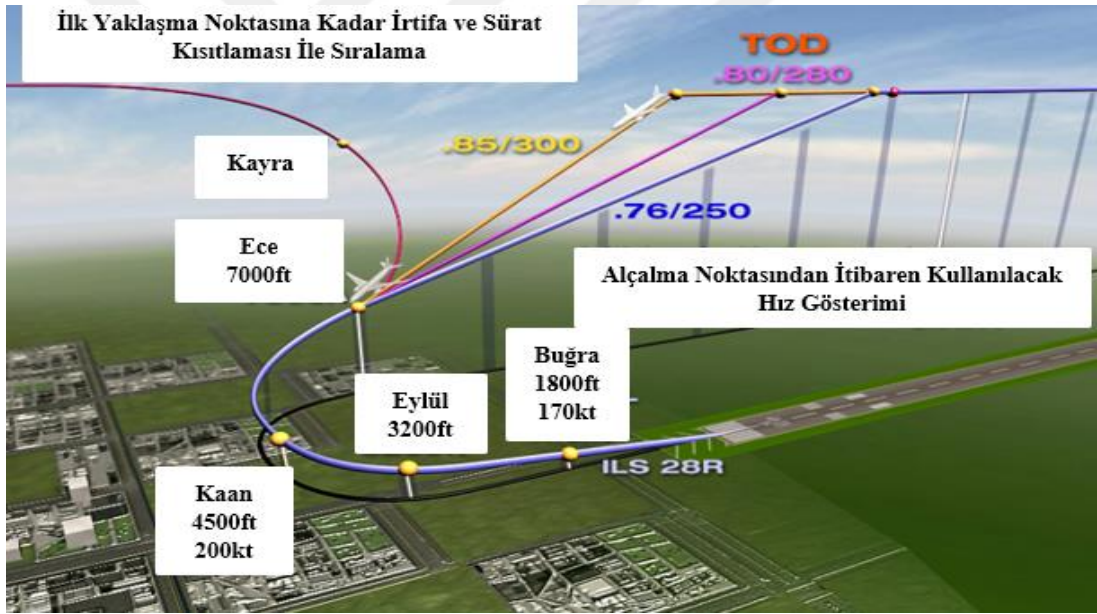 İlk Yaklaşma Noktasına Kadar İrtifa ve Sürat
Kısıtlaması İle Sıralama
TOD
.80/280
.85/300
Kayra
.76/250
Ece
7000ft
Alçalma Noktasından İtibaren Kullanılacak
Hız Gösterimi
Buğra
1800ft
170kt
Eylül
3200ft
ILS 28R
Kaan
4500ft
200kt